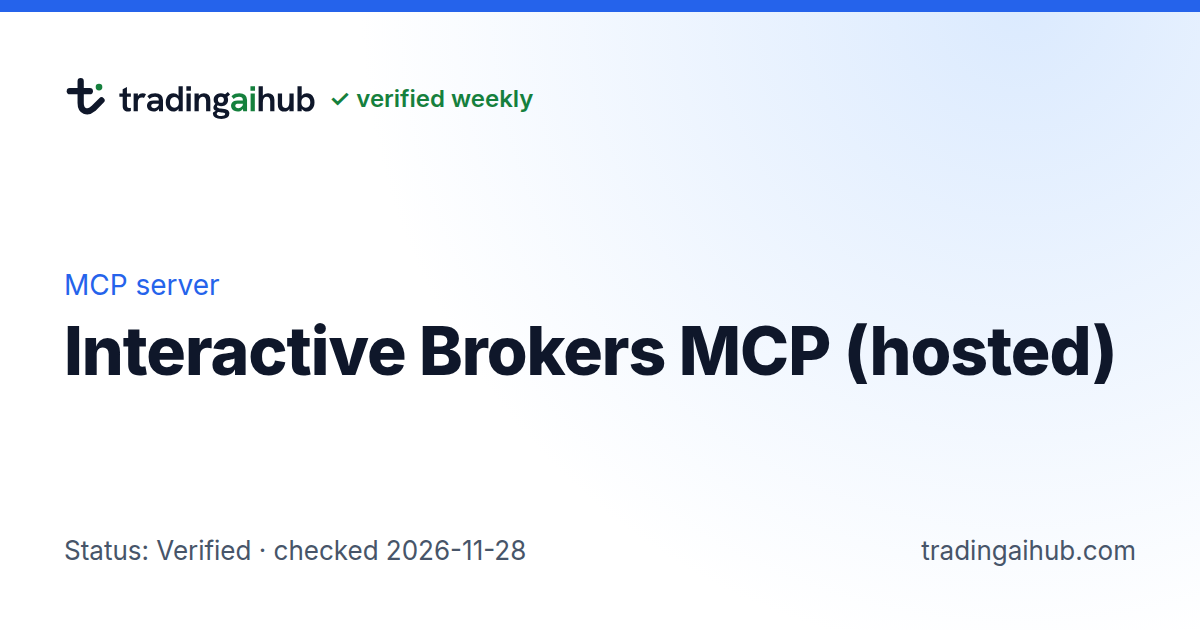 tradingaihub ✓ verified weekly
MCP server
Interactive Brokers MCP (hosted)
Status: Verified · checked 2026-11-28
tradingaihub.com